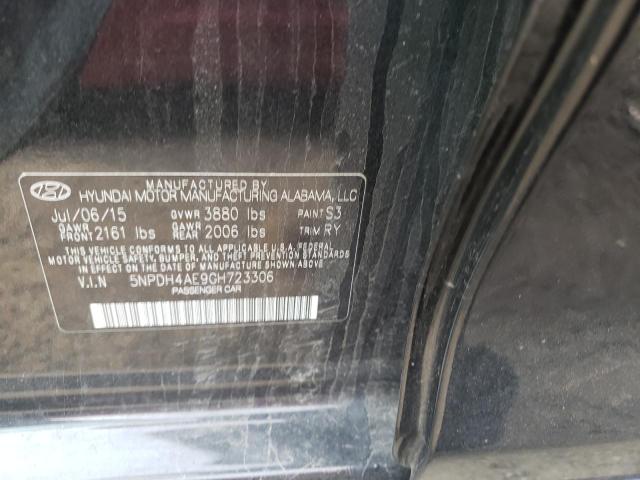 MANUFACTURED BY
HYUNDAI MOTOR MANUFACTURING ALABAMA, LLC
Jul/06/15 GVWR 3880 lbs PAINT S3
GAWR FRONT 2161 lbs GAWR REAR 2006 lbs TRIM RY
THIS VEHICLE CONFORMS TO ALL APPLICABLE U.S.A. FEDERAL
MOTOR VEHICLE SAFETY, BUMPER, AND THEFT PREVENTION STANDARDS
IN EFFECT ON THE DATE OF MANUFACTURE SHOWN ABOVE.
V.I.N 5NPDH4AE9GH723306
PASSENGER CAR